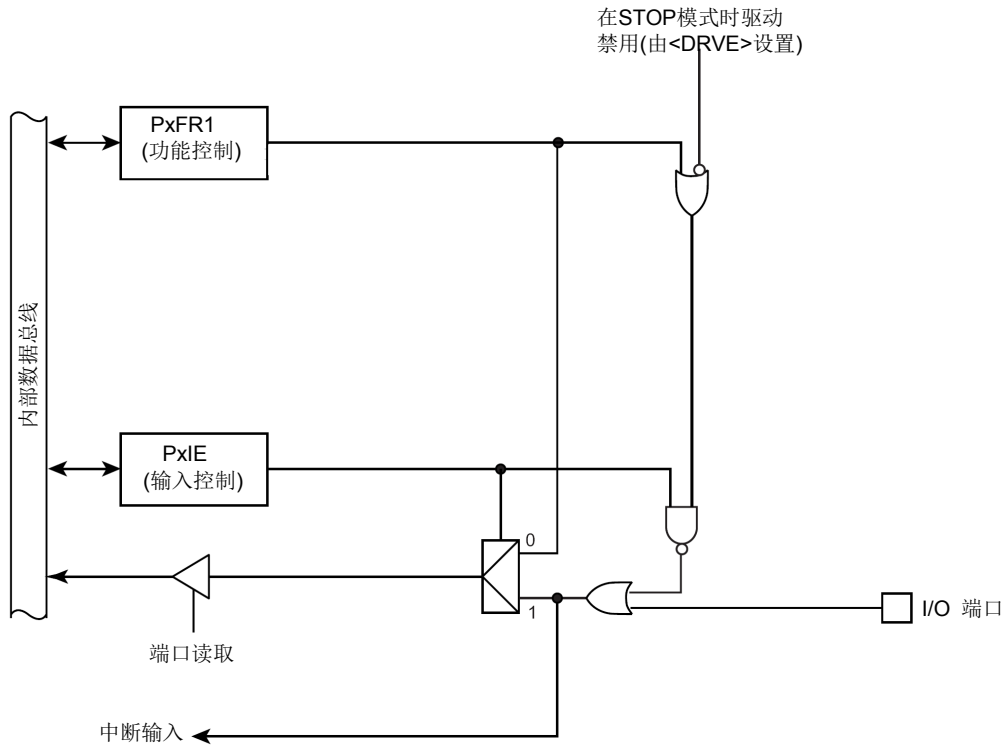 在STOP模式时驱动
禁用(由<DRVE>设置)
PxFR1
(功能控制)
内部数据总线
PxIE
(输入控制)
0
1
I/O 端口
端口读取
中断输入